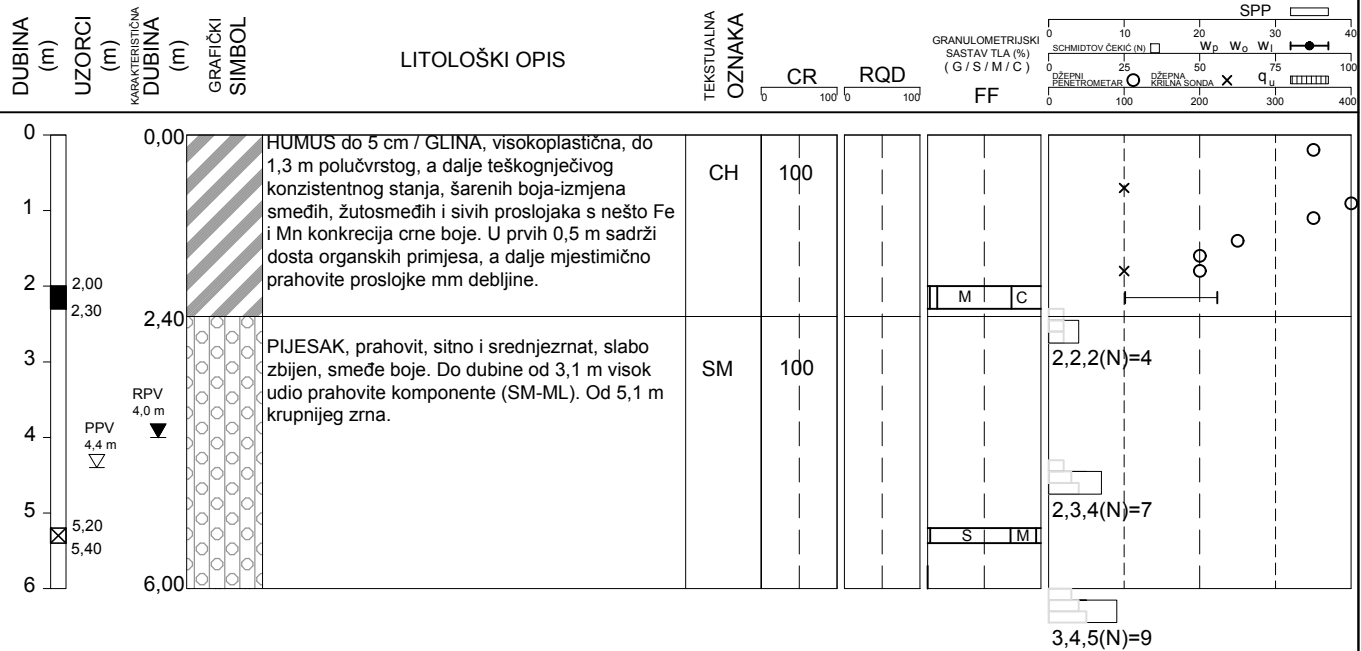 DUBINA
(m)
UZORCI
(m)
KARAKTERISTIČNA
DUBINA
(m)
GRAFIČKI
SIMBOL
LITOLOŠKI OPIS
TEKSTUALNA
OZNAKA
CR
0 100
RQD
0 100
GRANULOMETRIJSKI
SASTAV TLA (%)
( G / S / M / C )
FF
SPP
0 10 20 30 40
SCHMIDTOV ČEKIĆ (N) Wp Wo Wl
0 25 50 75 100
DŽEPNI
PENETROMETAR
DŽEPNA
KRILNA SONDA
qu
0 100 200 300 400
0
1
2
3
4
5
6
2,00
2,30
5,20
5,40
PPV
4,4 m
RPV
4,0 m
0,00
2,40
6,00
HUMUS do 5 cm / GLINA, visokoplastična, do
1,3 m polučvrstog, a dalje teškognječivog
konzistentnog stanja, šarenih boja-izmjena
smeđih, žutosmeđih i sivih proslojaka s nešto Fe
i Mn konkrecija crne boje. U prvih 0,5 m sadrži
dosta organskih primjesa, a dalje mjestimično
prahovite proslojke mm debljine.
CH
100
M C
PIJESAK, prahovit, sitno i srednjezrnat, slabo
zbijen, smeđe boje. Do dubine od 3,1 m visok
udio prahovite komponente (SM-ML). Od 5,1 m
krupnijeg zrna.
SM
100
2,2,2(N)=4
2,3,4(N)=7
S M
3,4,5(N)=9